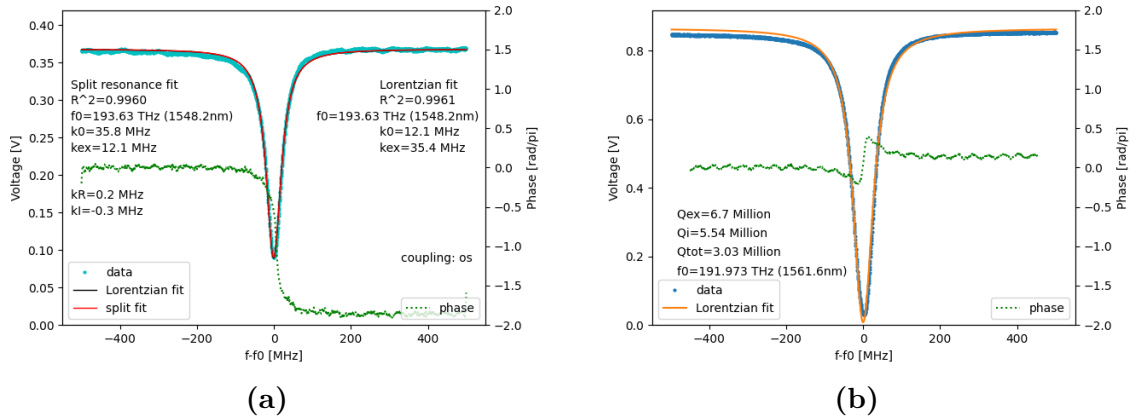 0.40
0.35
0.30
0.25
0.20
0.15
0.10
0.05
0.00
Voltage [V]
Split resonance fit
R^2=0.9960
f0=193.63 THz (1548.2nm)
k0=35.8 MHz
kex=12.1 MHz
kR=0.2 MHz
kI=-0.3 MHz
Lorentzian fit
R^2=0.9961
f0=193.63 THz (1548.2nm)
k0=12.1 MHz
kex=35.4 MHz
coupling: os
data
Lorentzian fit
split fit
phase
2.0
1.5
1.0
0.5
0.0
−0.5
−1.0
−1.5
−2.0
Phase [rad/pi]
−400 −200 0 200 400
f-f0 [MHz]
(a)
0.8
0.6
0.4
0.2
0.0
Voltage [V]
Qex=6.7 Million
Qi=5.54 Million
Qtot=3.03 Million
f0=191.973 THz (1561.6nm)
data
Lorentzian fit
phase
2.0
1.5
1.0
0.5
0.0
−0.5
−1.0
−1.5
−2.0
Phase [rad/pi]
−400 −200 0 200 400
f-f0 [MHz]
(b)